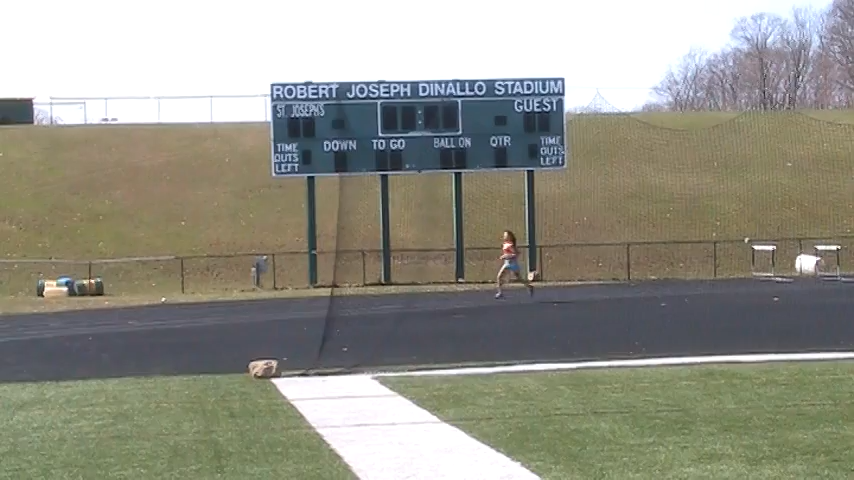 ROBERT JOSEPH DINALLO STADIUM
ST. JOSEPH'S GUEST
DOWN TO GO BALL ON QTR
TIME OUTS LEFT
TIME OUTS LEFT